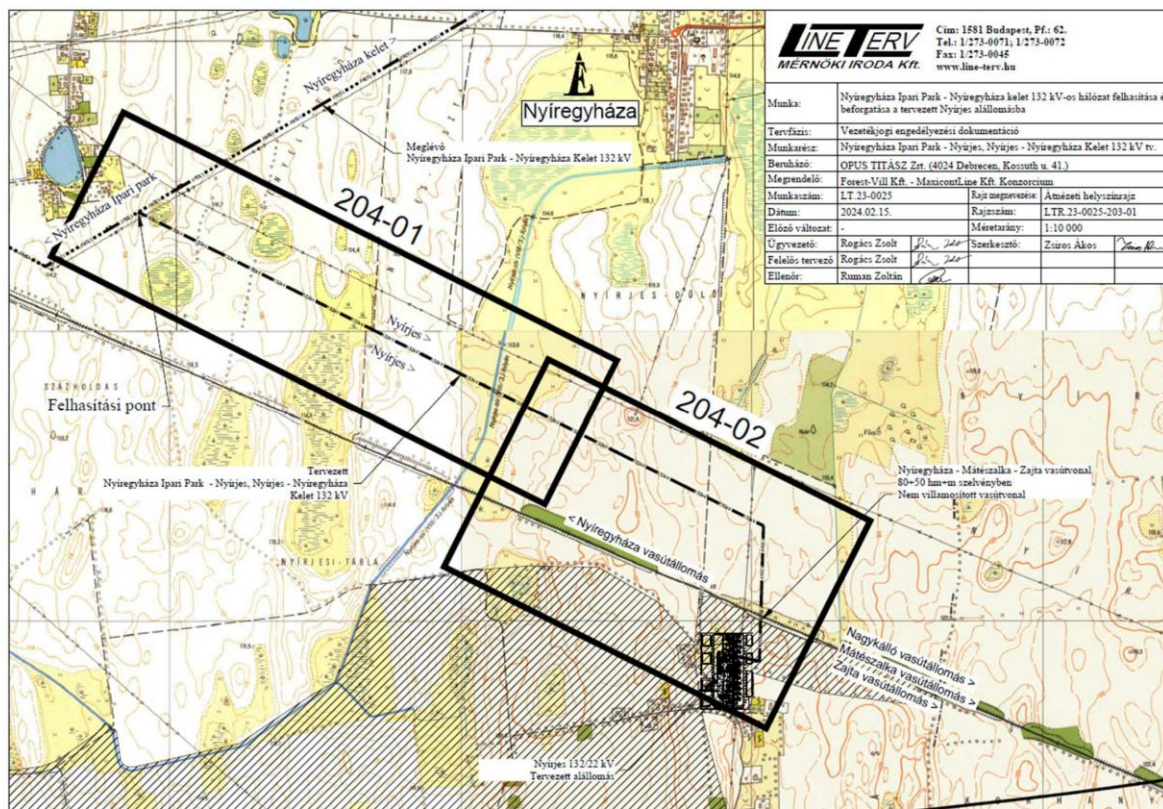 LINE TERV
MÉRNÖKI IRODA Kft.
Cím: 1581 Budapest, Pf.: 62.
Tel.: 1/273-0071; 1/273-0072
Fax: 1/273-0045
www.line-terv.hu
Munka: Nyíregyháza Ipari Park - Nyíregyháza kelet 132 kV-os hálózat felhasítása é
beforgatása a tervezett Nyírjes alállomásba
Tervfázis: Vezetékjogi engedélyezési dokumentáció
Munkarész: Nyíregyháza Ipari Park - Nyírjes, Nyírjes - Nyíregyháza Kelet 132 kV tv.
Beruházó: OPUS TITÁSZ Zrt. (4024 Debrecen, Kossuth u. 41.)
Megrendelő: Forest-Vill Kft. - MaxicontLine Kft. Konzorcium
Munkaszám: LT.23-0025 Rajz megnevezése: Átnézeti helyszínrajz
Dátum: 2024.02.15. Rajzszám: LTR.23-0025-203-01
Előző változat: - Méretarány: 1:10 000
Ügyvezető: Rogács Zsolt Szerkesztő: Zsiros Ákos
Felelős tervező Rogács Zsolt
Ellenőr: Ruman Zoltán
É
Nyíregyháza
Nyíregyháza kelet >
Meglévő
Nyíregyháza Ipari Park - Nyíregyháza Kelet 132 kV
< Nyíregyháza Ipari park
204-01
NYÍRJES-DŰLŐ
Nyírjes >
<Nyírjes >
SZÁZHOLDAS
Felhasítási pont
204-02
Tervezett
Nyíregyháza Ipari Park - Nyírjes, Nyírjes - Nyíregyháza
Kelet 132 kV
Nyíregyháza - Mátészalka - Zajta vasútvonal
80+50 hm+m szelvényben
Nem villamosított vasútvonal
< Nyíregyháza vasútállomás
NYÍRJESI-TÁBLA
Nagykálló vasútállomás >
Mátészalka vasútállomás >
Zajta vasútállomás >
Nyírjes 132/22 kV
Tervezett alállomás